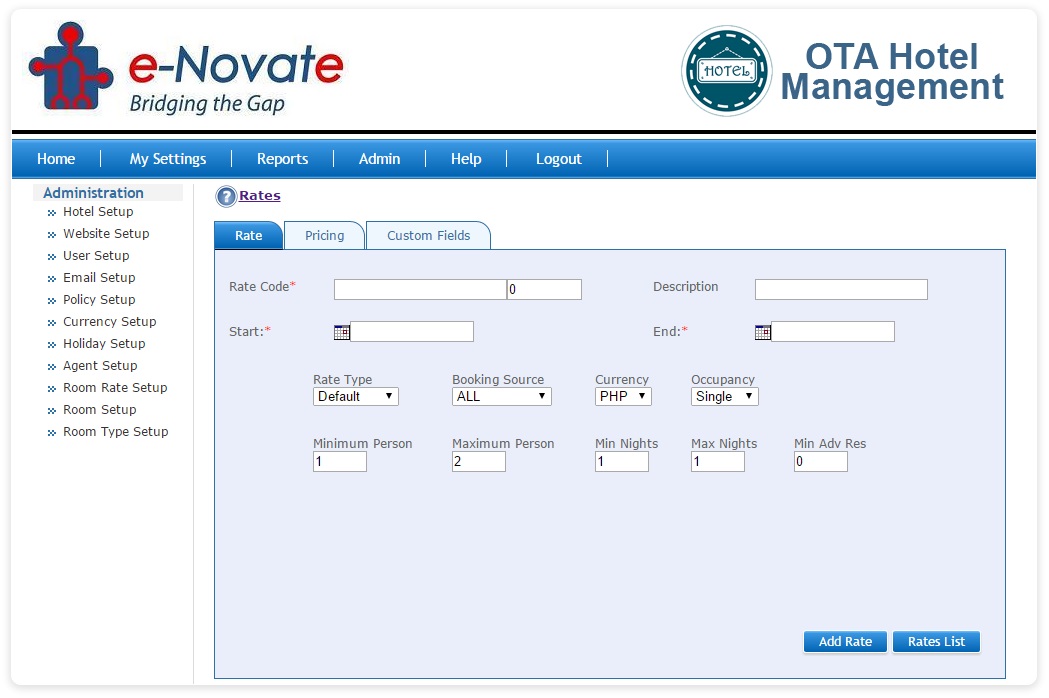 e-Novate
Bridging the Gap
HOTEL
OTA Hotel
Management
Home My Settings Reports Admin Help Logout
Administration
Hotel Setup
Website Setup
User Setup
Email Setup
Policy Setup
Currency Setup
Holiday Setup
Agent Setup
Room Rate Setup
Room Setup
Room Type Setup
? Rates
Rate Pricing Custom Fields
Rate Code* 0 Description
Start:* End:*
Rate Type Booking Source Currency Occupancy
Default ALL PHP Single
Minimum Person Maximum Person Min Nights Max Nights Min Adv Res
1 2 1 1 0
Add Rate Rates List